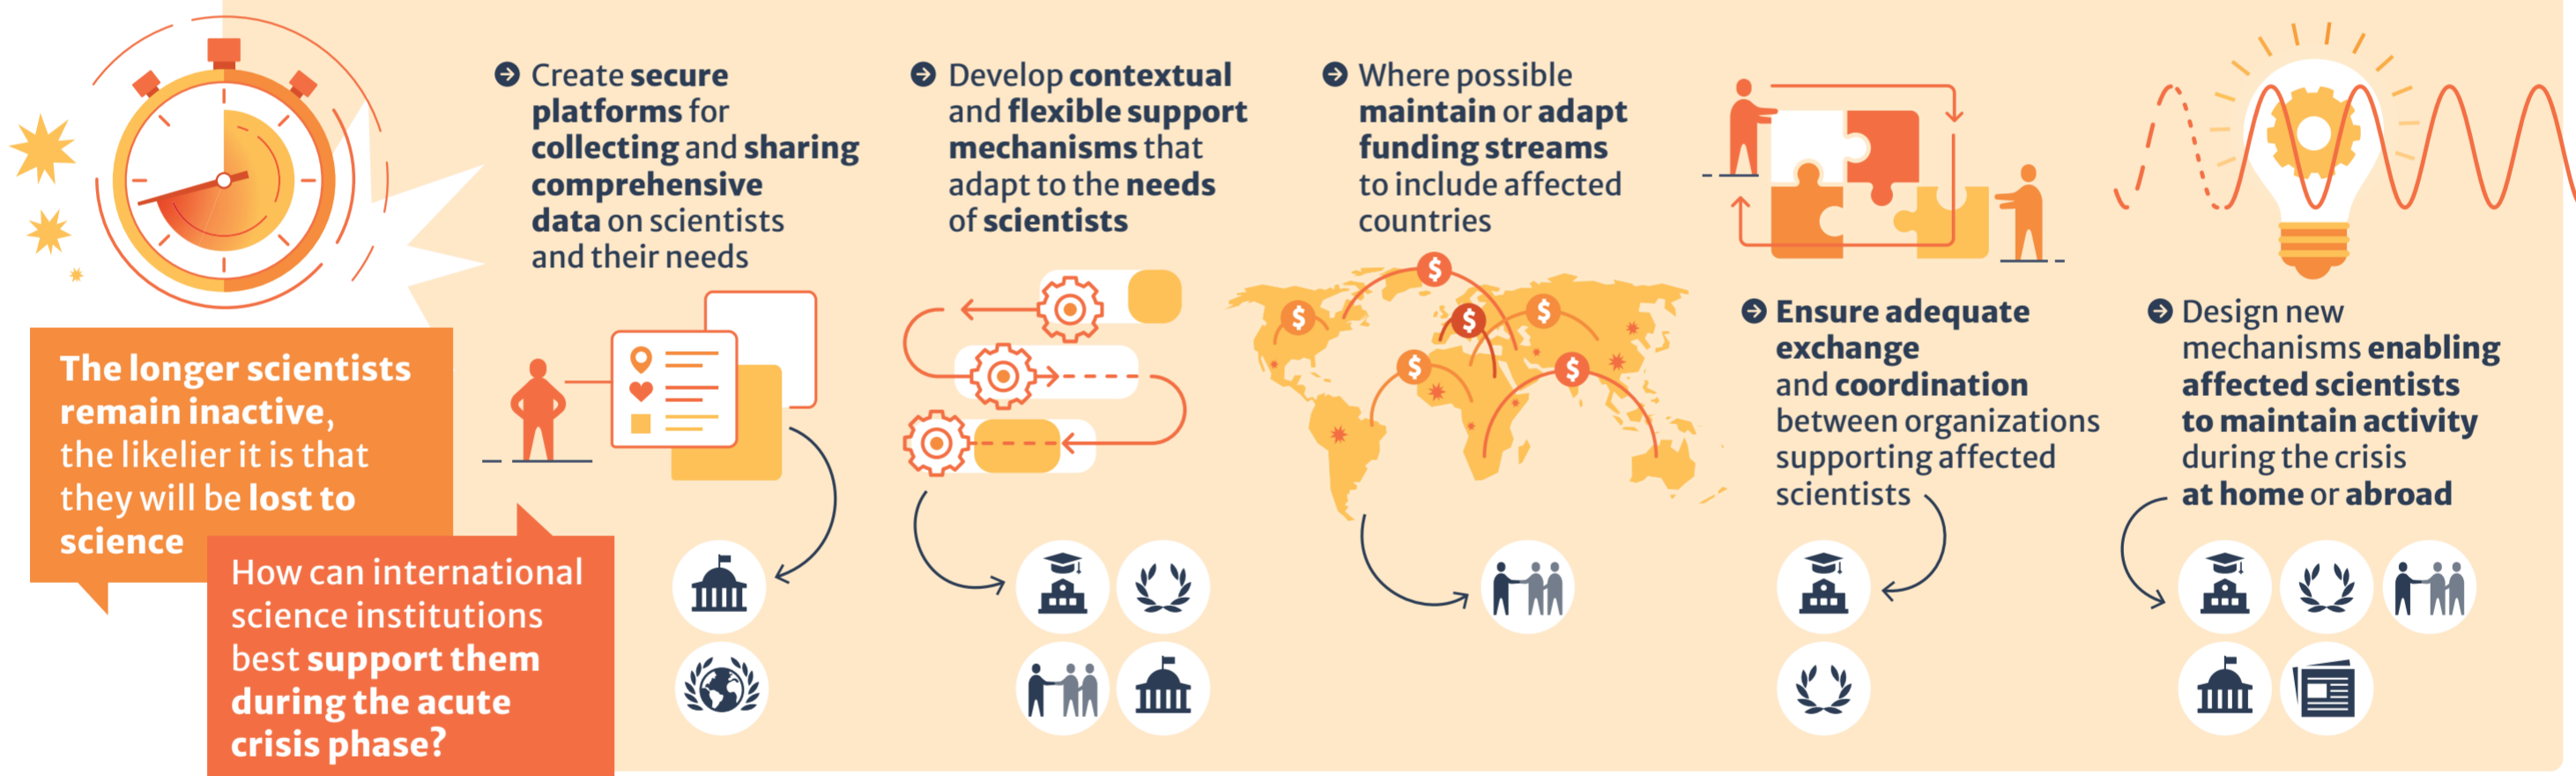 The longer scientists
remain inactive,
the likelier it is that
they will be lost to
science
How can international
science institutions
best support them
during the acute
crisis phase?
Create secure
platforms for
collecting and sharing
comprehensive
data on scientists
and their needs
Develop contextual
and flexible support
mechanisms that
adapt to the needs
of scientists
Where possible
maintain or adapt
funding streams
to include affected
countries
$
$
$
$
$
$
Ensure adequate
exchange
and coordination
between organizations
supporting affected
scientists
Design new
mechanisms enabling
affected scientists
to maintain activity
during the crisis
at home or abroad